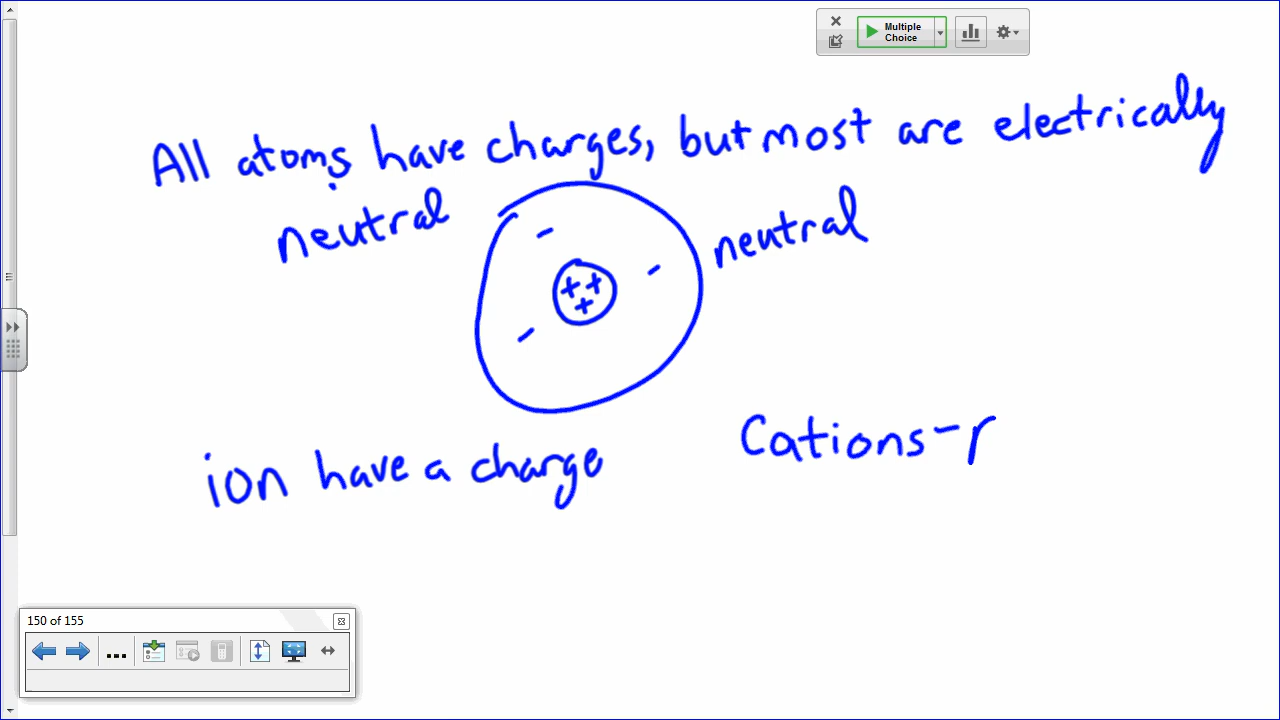 Multiple
Choice
All atoms have charges, but most are electrically
neutral
neutral
- - -
+ + +
ion have a charge
Cations-r
150 of 155